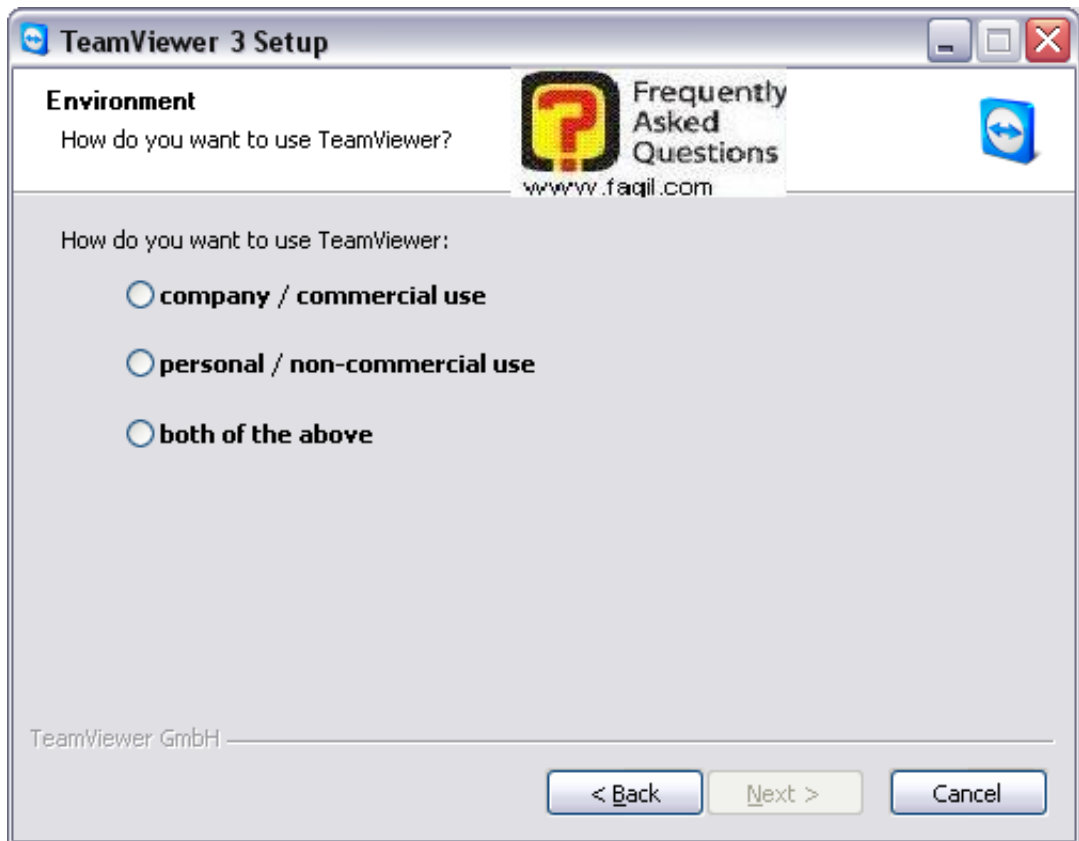 TeamViewer 3 Setup
Environment
How do you want to use TeamViewer?
Frequently
Asked
Questions
www.faqil.com
How do you want to use TeamViewer:
company / commercial use
personal / non-commercial use
both of the above
TeamViewer GmbH
< Back
Next >
Cancel